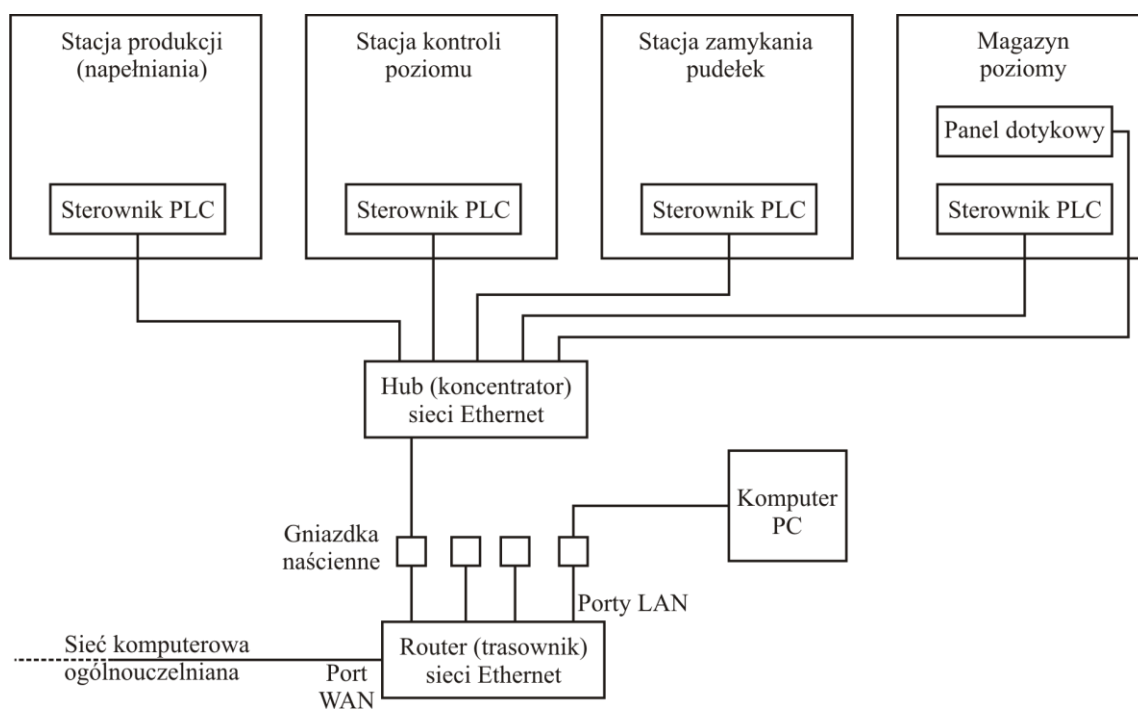 Stacja produkcji
(napełniania)
Stacja kontroli
poziomu
Stacja zamykania
pudełek
Magazyn
poziomy
Panel dotykowy
Sterownik PLC
Sterownik PLC
Sterownik PLC
Sterownik PLC
Hub (koncentrator)
sieci Ethernet
Komputer
PC
Gniazdka
naścienne
Porty LAN
Sieć komputerowa
ogólnouczelniana
Port
WAN
Router (trasownik)
sieci Ethernet